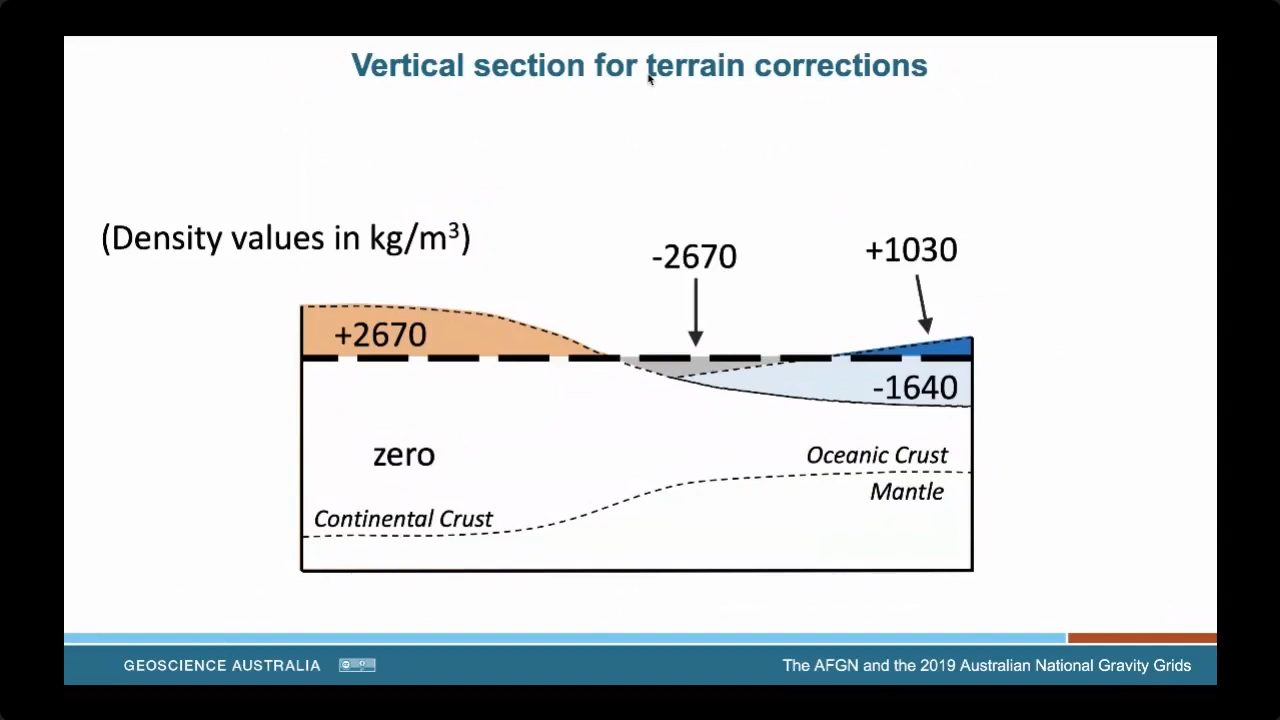 Vertical section for terrain corrections
(Density values in kg/m³)
-2670
+1030
+2670
-1640
zero
Oceanic Crust
Mantle
Continental Crust
GEOSCIENCE AUSTRALIA
The AFGN and the 2019 Australian National Gravity Grids